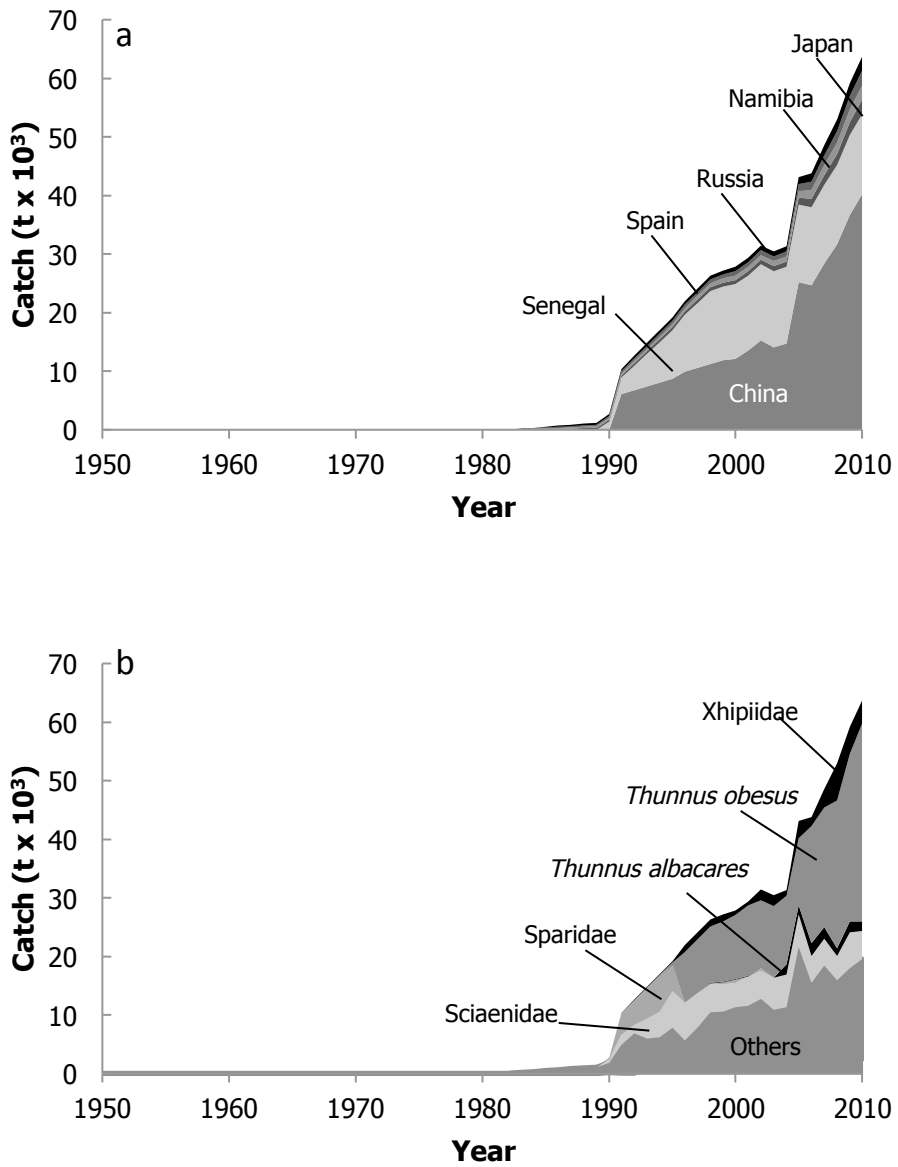 a
70
60
50
40
30
20
10
0
Catch (t x 10³)
Japan
Namibia
Russia
Spain
Senegal
China
1950 1960 1970 1980 1990 2000 2010
Year
b
70
60
50
40
30
20
10
0
Catch (t x 10³)
Xhipiidae
Thunnus obesus
Thunnus albacares
Sparidae
Sciaenidae
Others
1950 1960 1970 1980 1990 2000 2010
Year